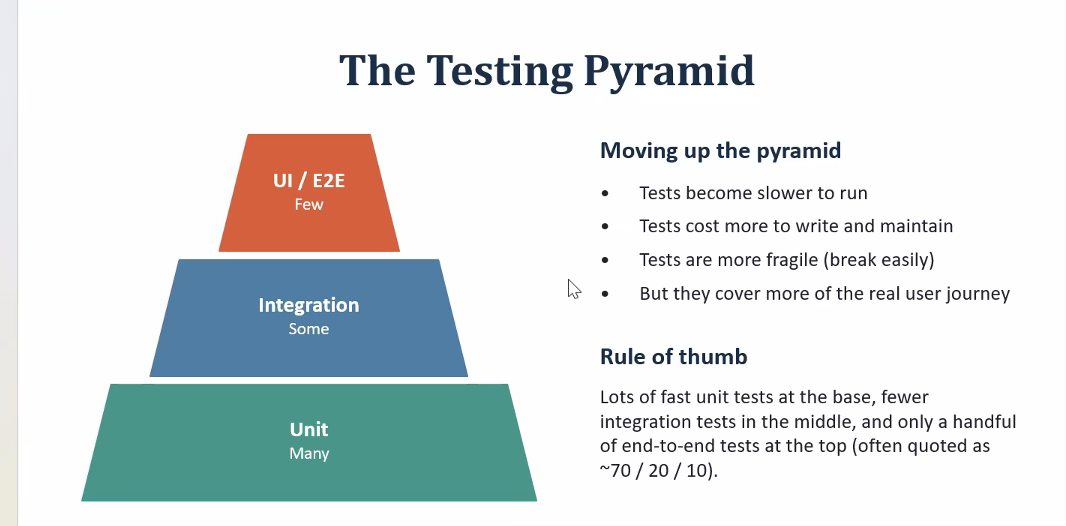 The Testing Pyramid
UI / E2E
Few
Integration
Some
Unit
Many
Moving up the pyramid
• Tests become slower to run
• Tests cost more to write and maintain
• Tests are more fragile (break easily)
• But they cover more of the real user journey
Rule of thumb
Lots of fast unit tests at the base, fewer
integration tests in the middle, and only a handful
of end-to-end tests at the top (often quoted as
~70 / 20 / 10).